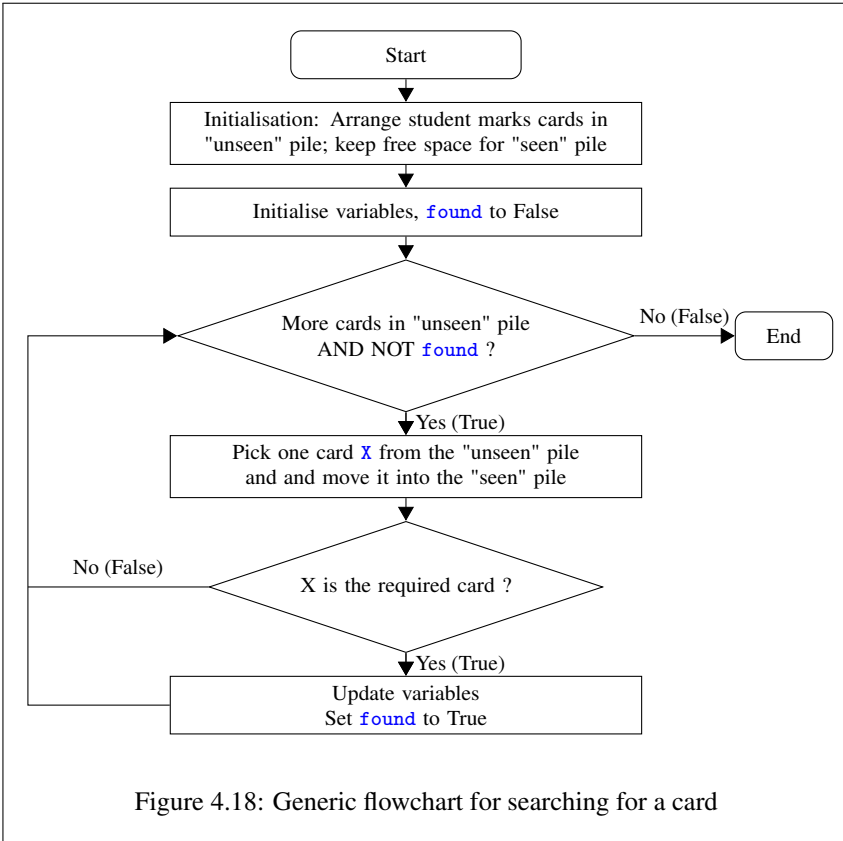 Start
Initialisation: Arrange student marks cards in
"unseen" pile; keep free space for "seen" pile
Initialise variables, found to False
More cards in "unseen" pile
AND NOT found ?
No (False)
End
Yes (True)
Pick one card X from the "unseen" pile
and and move it into the "seen" pile
No (False)
X is the required card ?
Yes (True)
Update variables
Set found to True
Figure 4.18: Generic flowchart for searching for a card